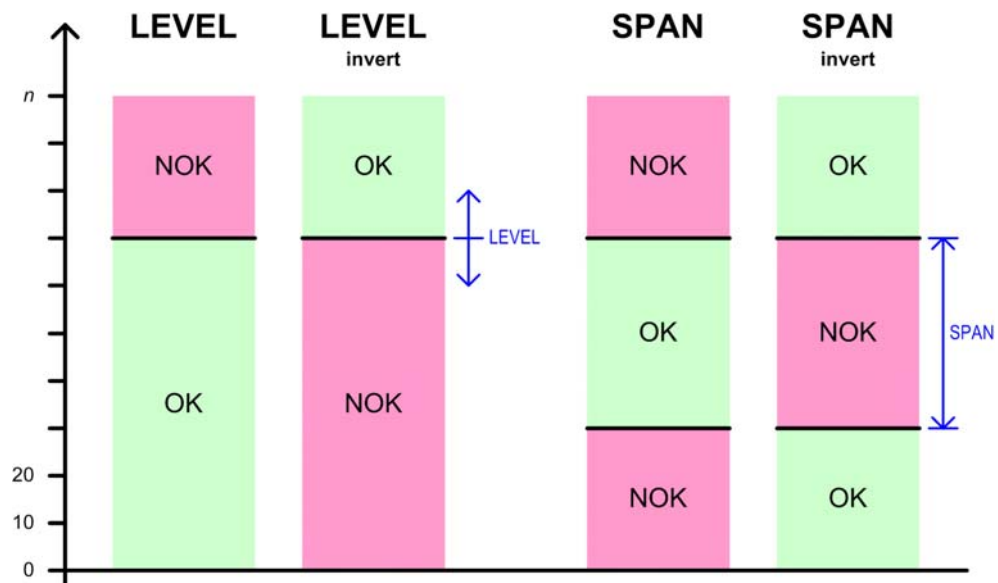 LEVEL LEVEL SPAN SPAN
invert invert
n
NOK OK NOK OK
LEVEL
OK NOK SPAN
OK NOK
20
NOK OK
10
0